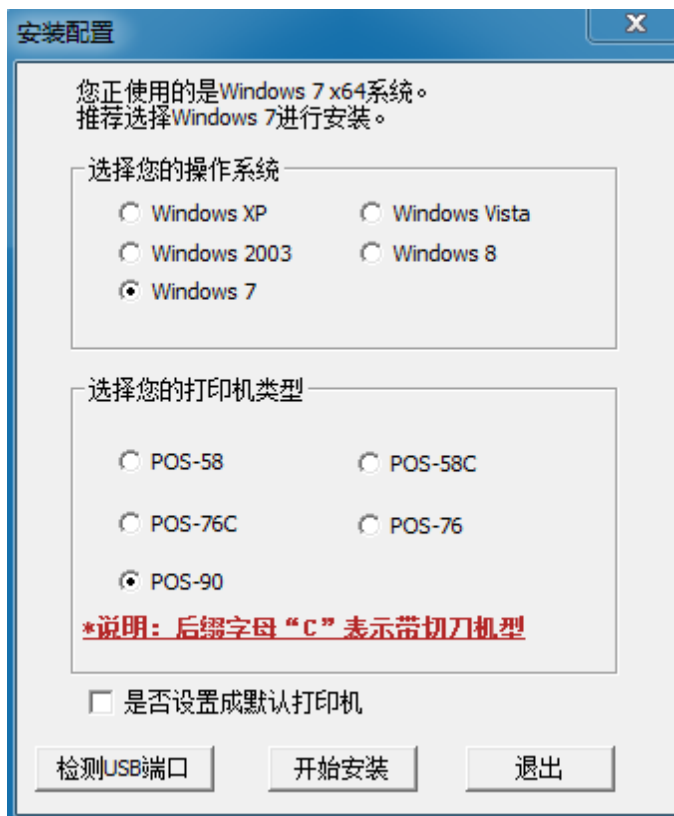 安装配置
您正使用的是Windows 7 x64系统。
推荐选择Windows 7进行安装。
选择您的操作系统
Windows XP
Windows Vista
Windows 2003
Windows 8
Windows 7
选择您的打印机类型
POS-58
POS-58C
POS-76C
POS-76
POS-90
*说明：后缀字母“C”表示带切刀机型
是否设置成默认打印机
检测USB端口
开始安装
退出